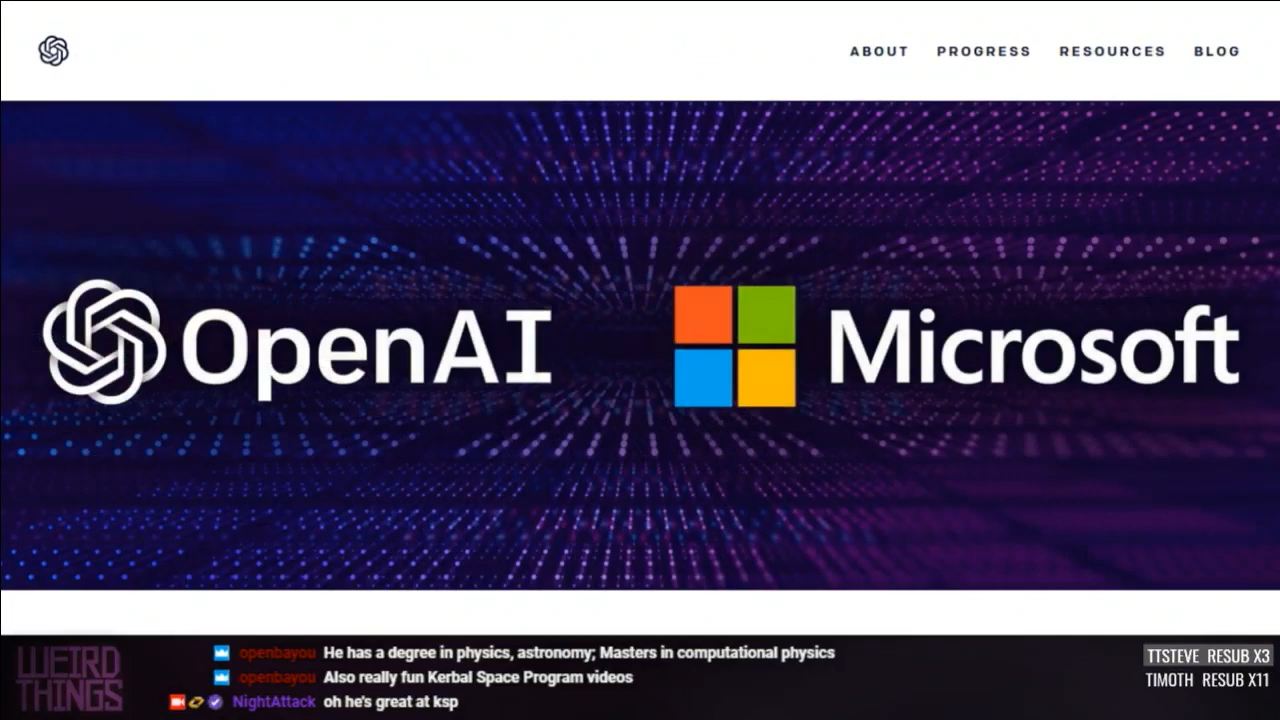 ABOUT PROGRESS RESOURCES BLOG
OpenAI Microsoft
WEIRD THINGS
openbayou He has a degree in physics, astronomy; Masters in computational physics
openbayou Also really fun Kerbal Space Program videos
NightAttack oh he's great at ksp
TTSTEVE RESUB X3
TIMOTH RESUB X11